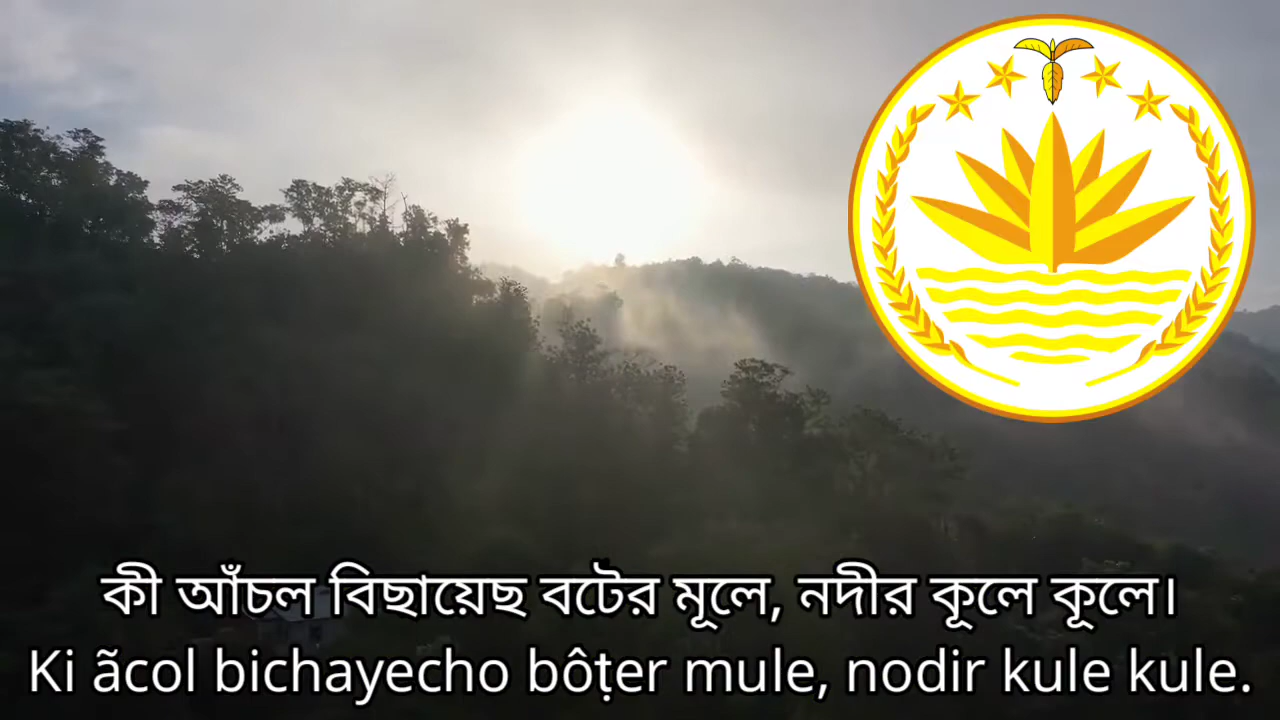 কী আঁচল বিছায়েছ বটের মূলে, নদীর কূলে কূলে।
Ki ãcol bichayecho bôṭer mule, nodir kule kule.